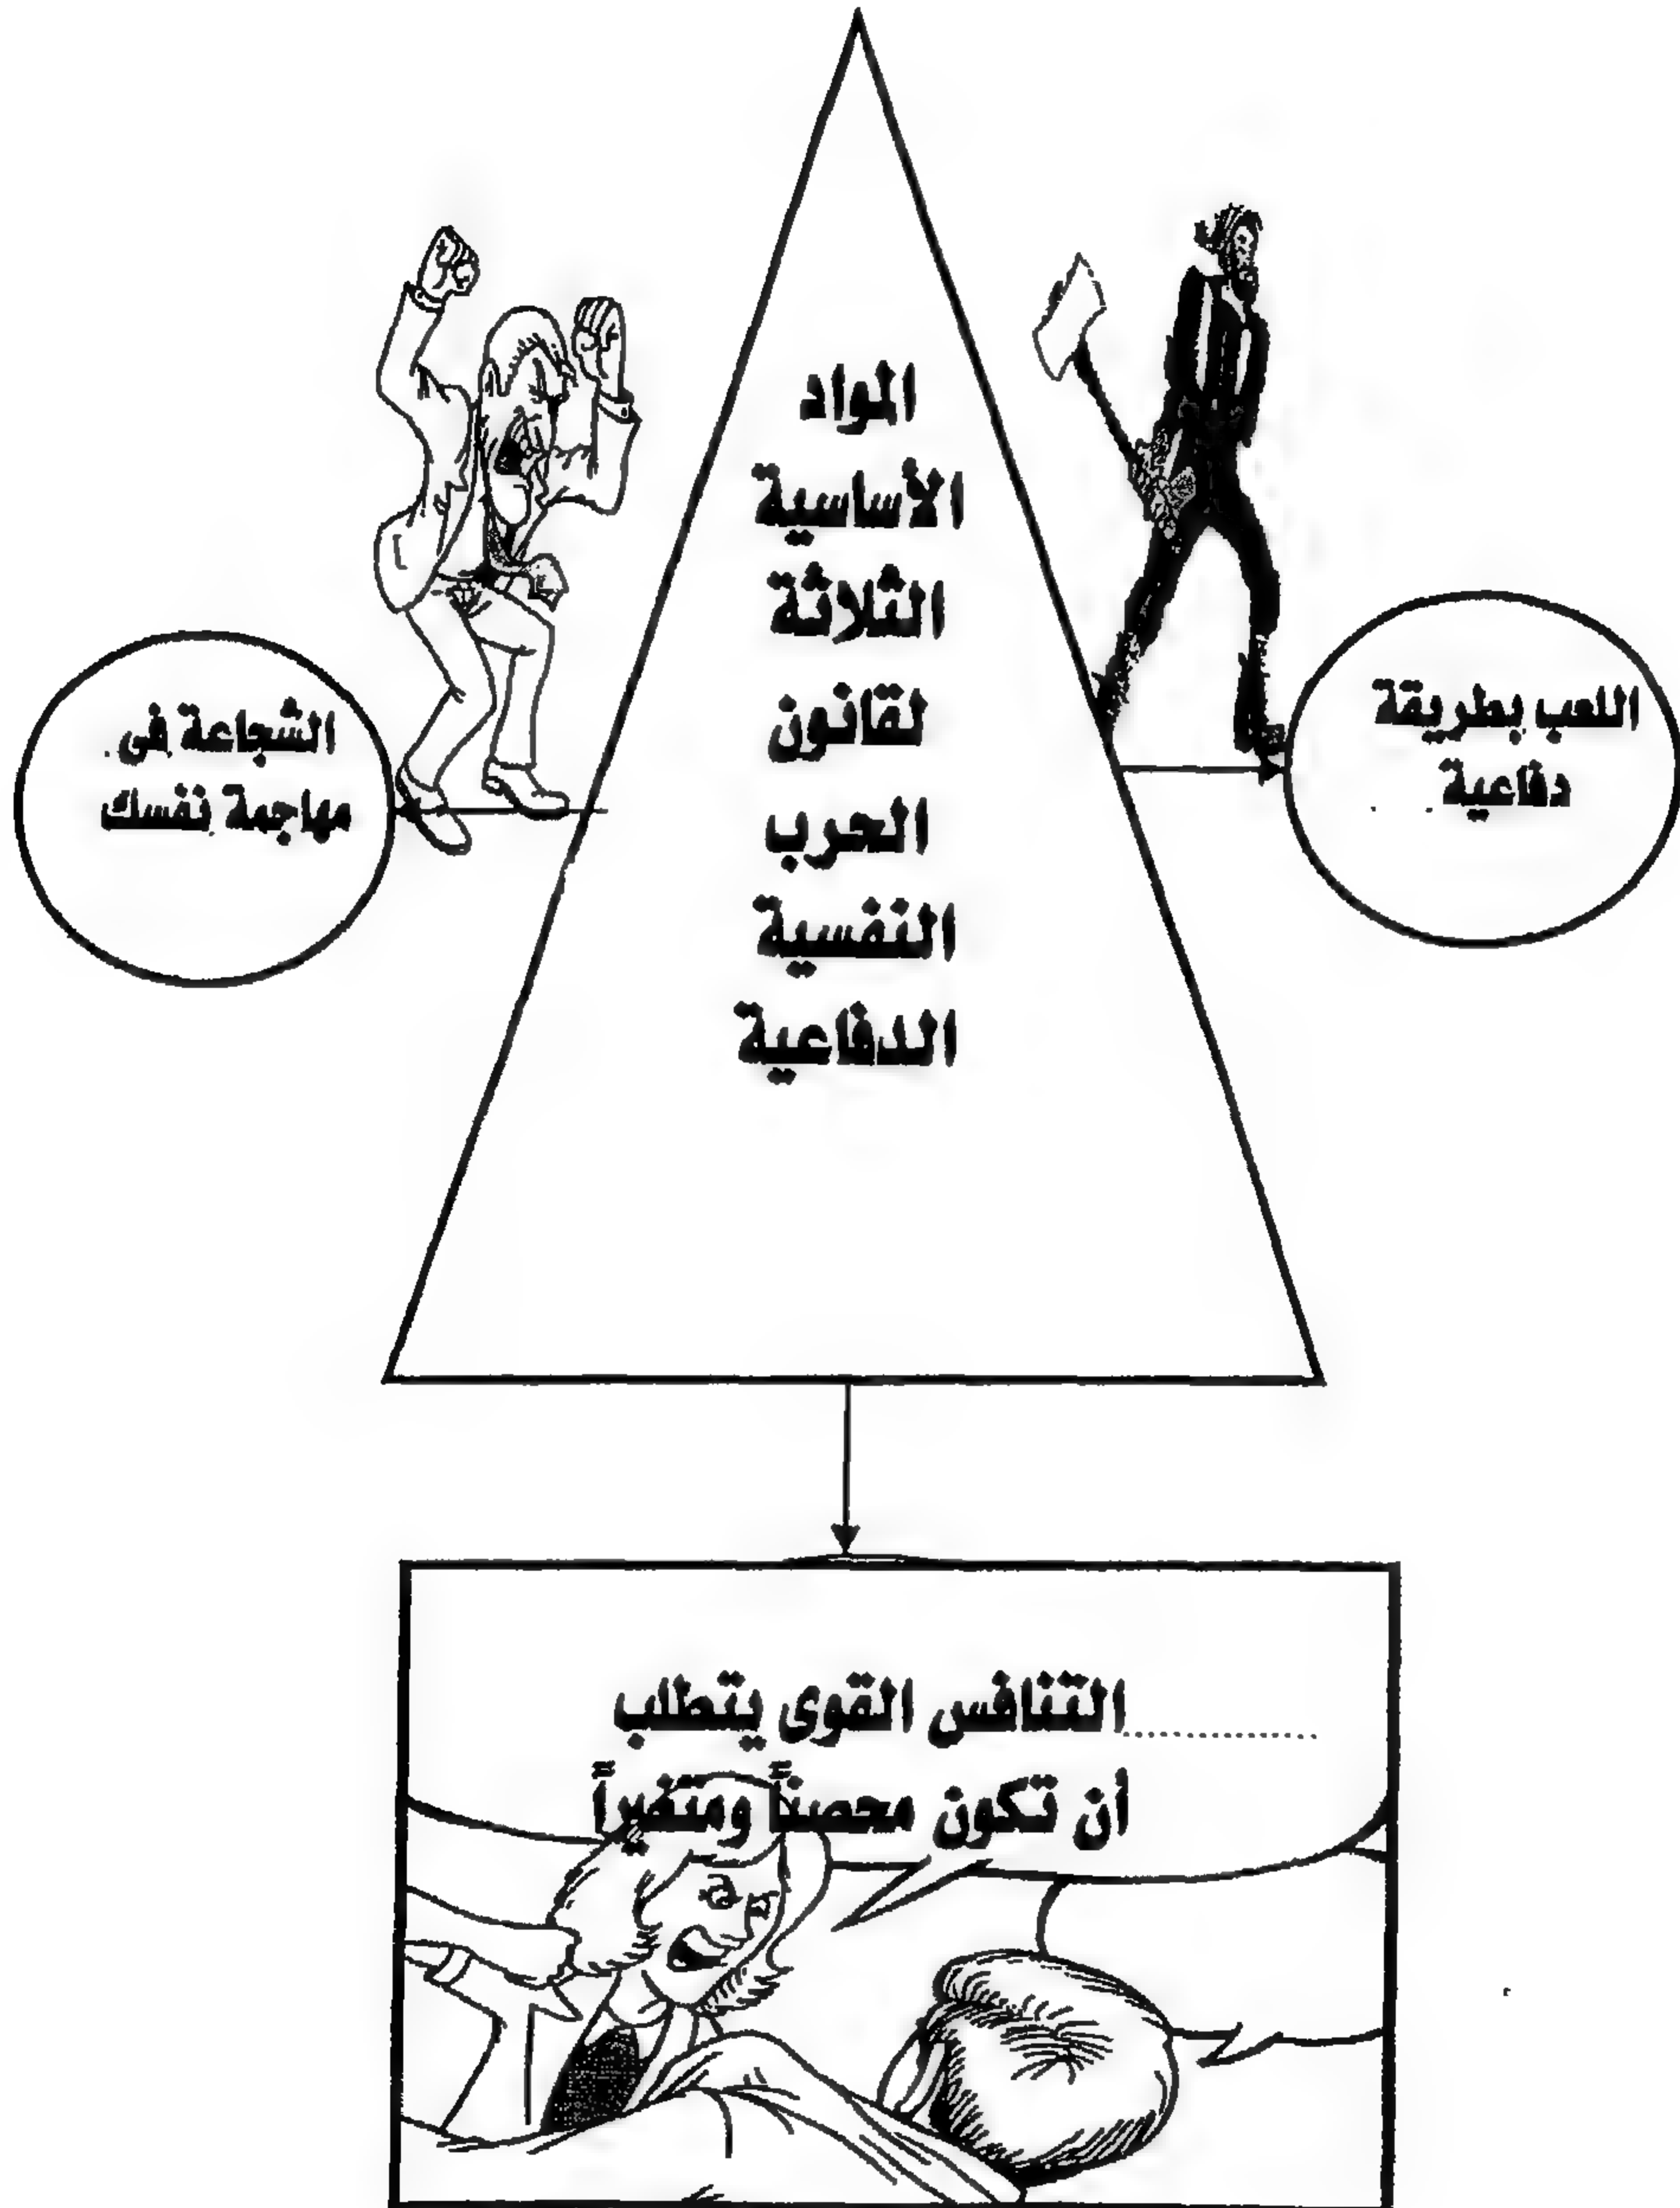 المواد
الأساسية
الثلاثة
لقانون
الحرب
النفسية
الدفاعية
اللعب بطريقة
دفاعية
الشجاعة فى
مهاجمة نفسك
............التنافس القوى يتطلب
أن تكون محصناً ومتغيراً